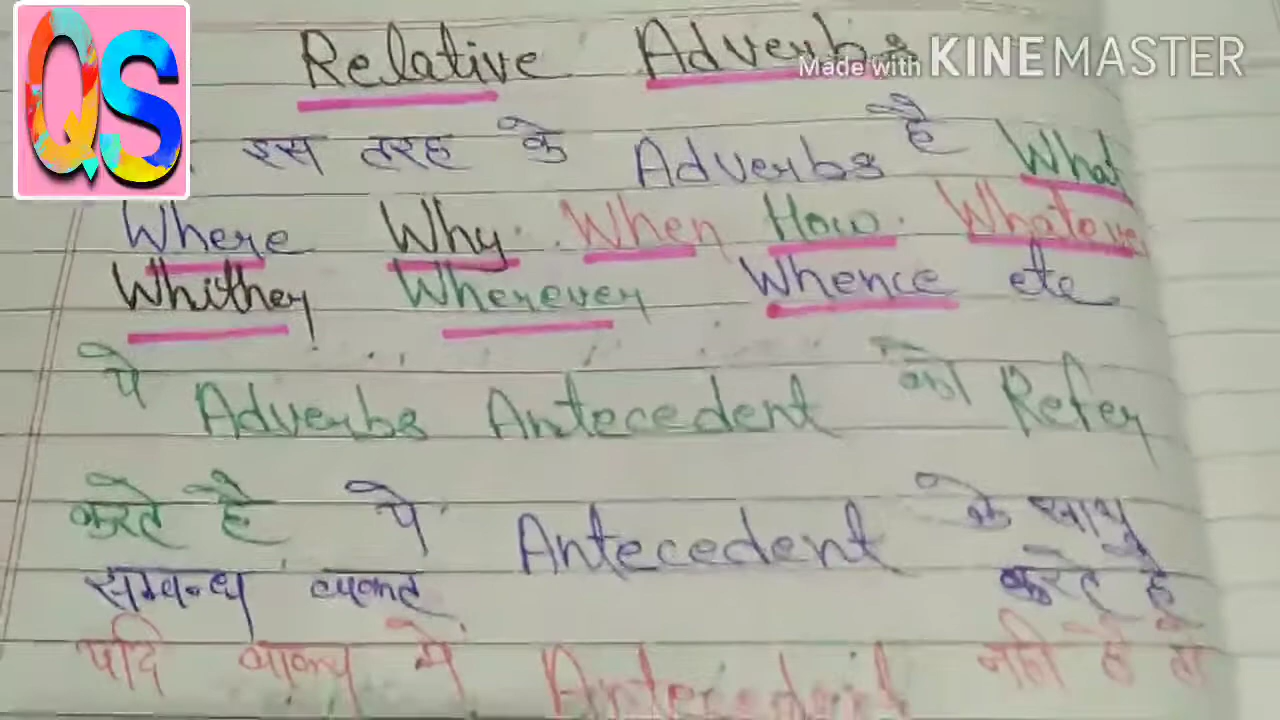 QS
Relative Adverbs
Made with KINEMASTER
इस तरह के Adverbs है What
Where Why. When How. Whatever
Whither Wherever Whence etc
ये Adverbs Antecedent को Refer
करते है ये Antecedent के साथ
सम्बन्ध व्यक्त करते है
यदि वाक्य में Antecedent नही है तो